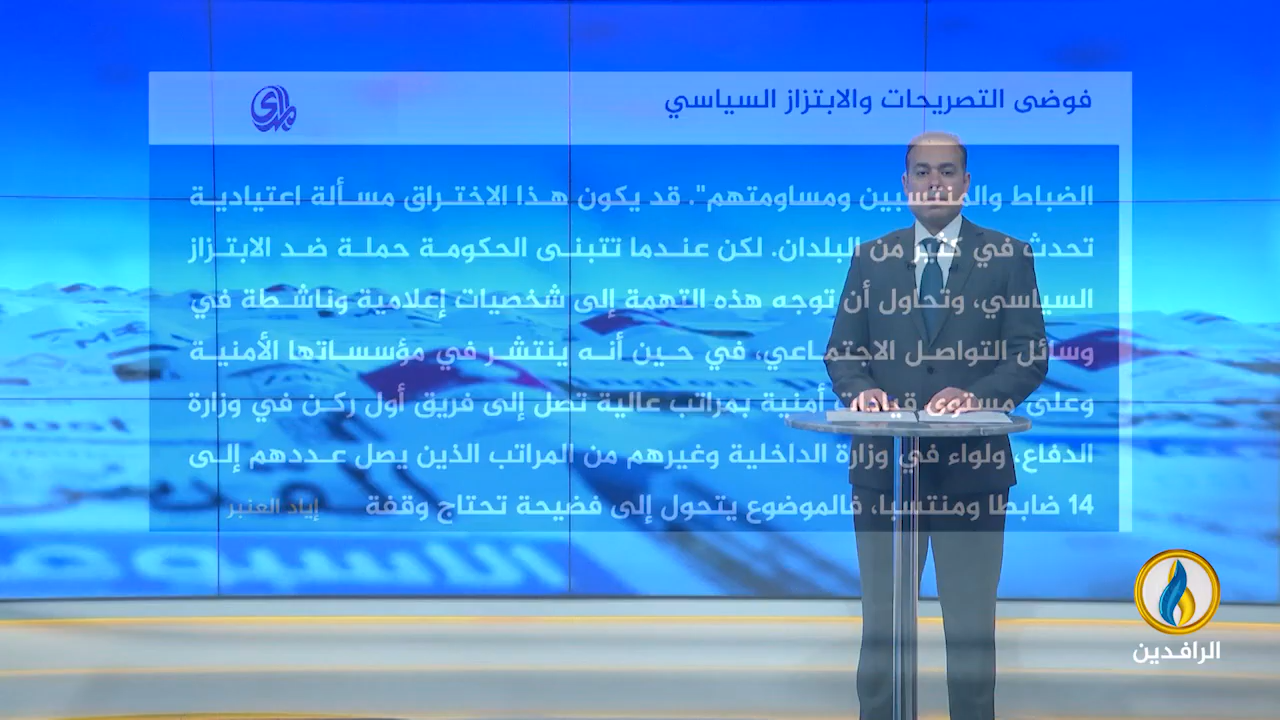 فوضى التصريحات والابتزاز السياسي
الضباط والمنتسبين ومساومتهم". قد يكون هذا الاختراق مسألة اعتيادية
تحدث في كثير من البلدان. لكن عندما تتبنى الحكومة حملة ضد الابتزاز
السياسي، وتحاول أن توجه هذه التهمة إلى شخصيات إعلامية وناشطة في
وسائل التواصل الاجتماعي، في حين أنه ينتشر في مؤسساتها الأمنية
وعلى مستوى قيادات أمنية بمراتب عالية تصل إلى فريق أول ركن في وزارة
الدفاع، ولواء في وزارة الداخلية وغيرهم من المراتب الذين يصل عددهم إلى
14 ضابطا ومنتسبا، فالموضوع يتحول إلى فضيحة تحتاج وقفة
إياد العنبر
الرافدين